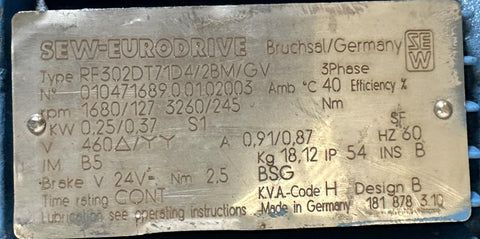 SEW-EURODRIVE Bruchsal/Germany SEW
Type RF302DT71D4/2BM/GV 3Phase
N° 010471689.0.01.02003 Amb °C 40 Efficiency %
rpm 1680/127 3260/245 Nm
KW 0,25/0,37 S1 SF
V 460△/YY A 0,91/0,87 HZ 60
IM B5 Kg 18,12 IP 54 INS B
Brake V 24V⎓ Nm 2.5 BSG
Time rating CONT K.V.A.-Code H Design B
Lubrication see operating instructions Made in Germany 181 878 3.10